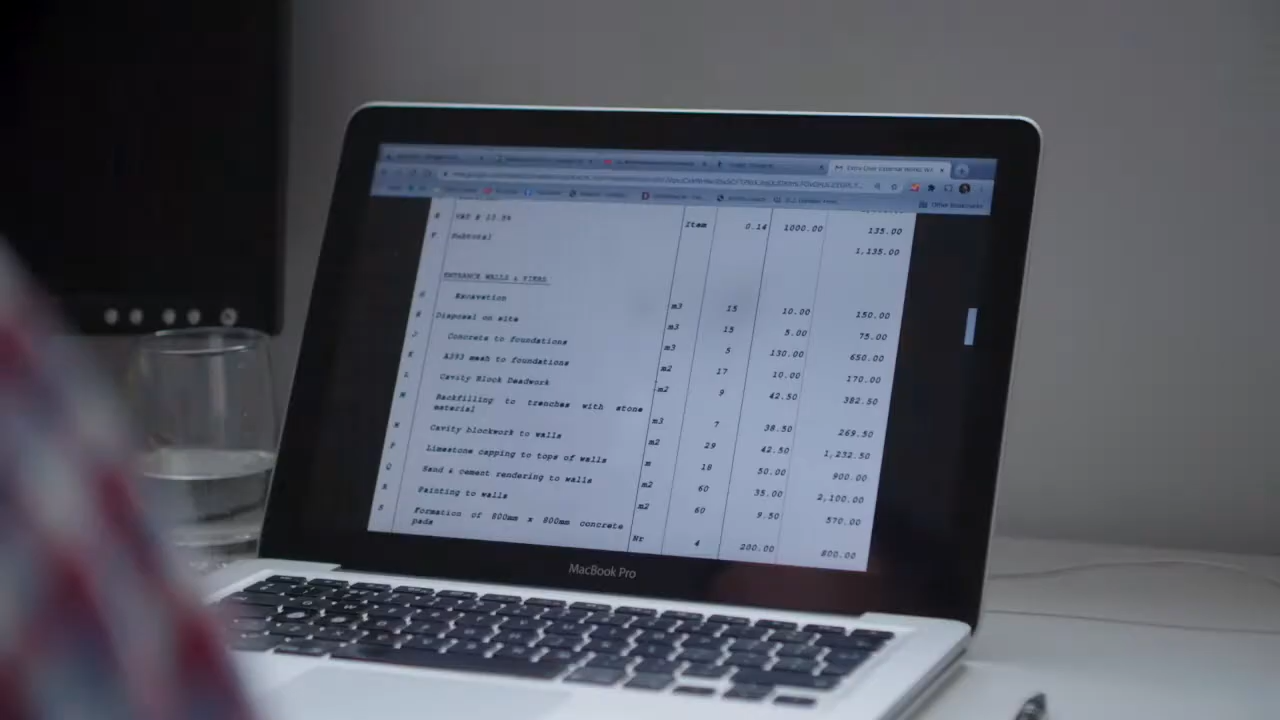 VAT @ 13.5% Item 0.14 1000.00 135.00
F Subtotal 1,135.00
ENTRANCE WALLS & PIERS
Excavation m3 15 10.00 150.00
Disposal on site m3 15 5.00 75.00
J Concrete to foundations m3 5 130.00 650.00
K A393 mesh to foundations m2 17 10.00 170.00
L Cavity Block Deadwork m2 9 42.50 382.50
M Backfilling to trenches with stone
material m3 7 38.50 269.50
N Cavity blockwork to walls m2 29 42.50 1,232.50
P Limestone capping to tops of walls m 18 50.00 900.00
Q Sand & cement rendering to walls m2 60 35.00 2,100.00
R Painting to walls m2 60 9.50 570.00
S Formation of 800mm x 800mm concrete
pads Nr 4 200.00 800.00
Other Bookmarks
MacBook Pro